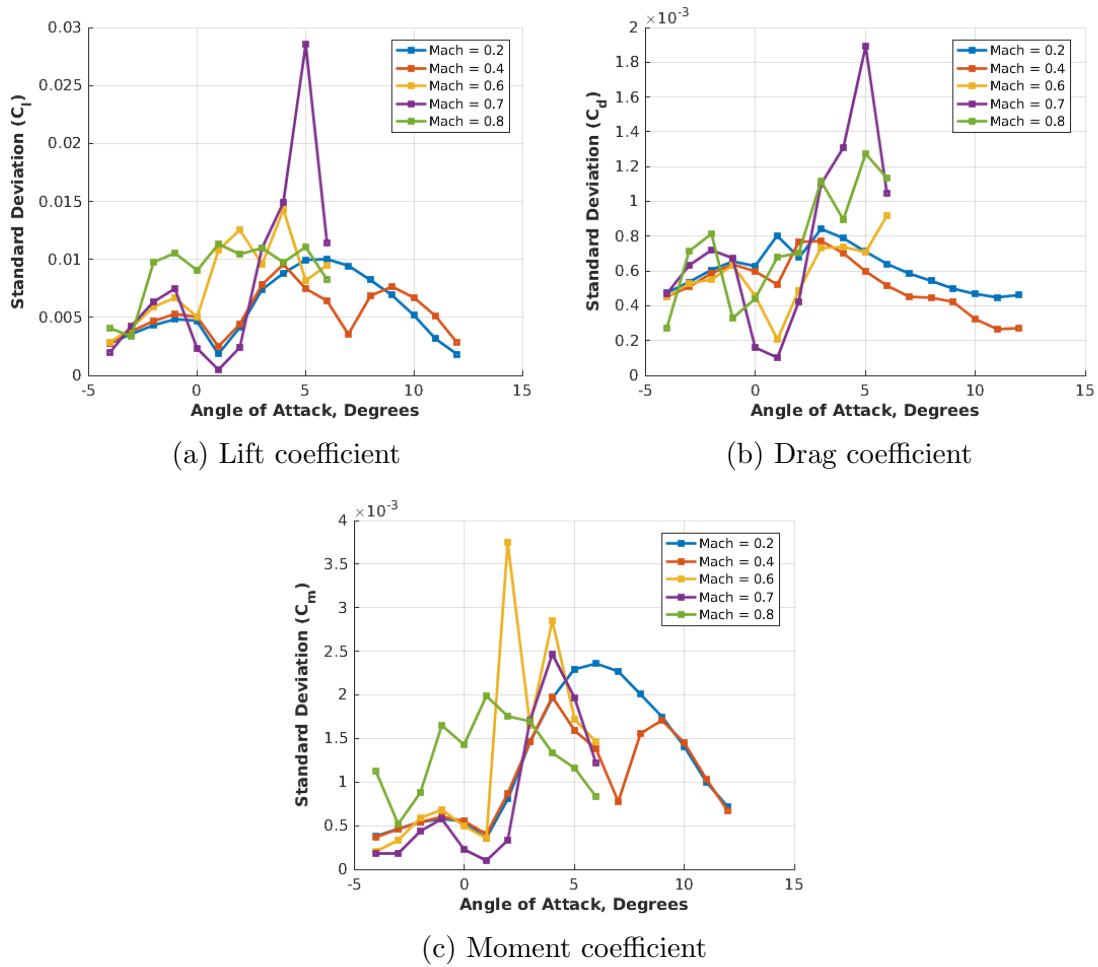 0.03
0.025
0.02
0.015
0.01
0.005
0
-5
0
5
10
15
Standard Deviation (C_l)
Angle of Attack, Degrees
Mach = 0.2
Mach = 0.4
Mach = 0.6
Mach = 0.7
Mach = 0.8
(a) Lift coefficient
×10⁻³
2
1.8
1.6
1.4
1.2
1
0.8
0.6
0.4
0.2
0
-5
0
5
10
15
Standard Deviation (C_d)
Angle of Attack, Degrees
Mach = 0.2
Mach = 0.4
Mach = 0.6
Mach = 0.7
Mach = 0.8
(b) Drag coefficient
×10⁻³
4
3.5
3
2.5
2
1.5
1
0.5
0
-5
0
5
10
15
Standard Deviation (C_m)
Angle of Attack, Degrees
Mach = 0.2
Mach = 0.4
Mach = 0.6
Mach = 0.7
Mach = 0.8
(c) Moment coefficient